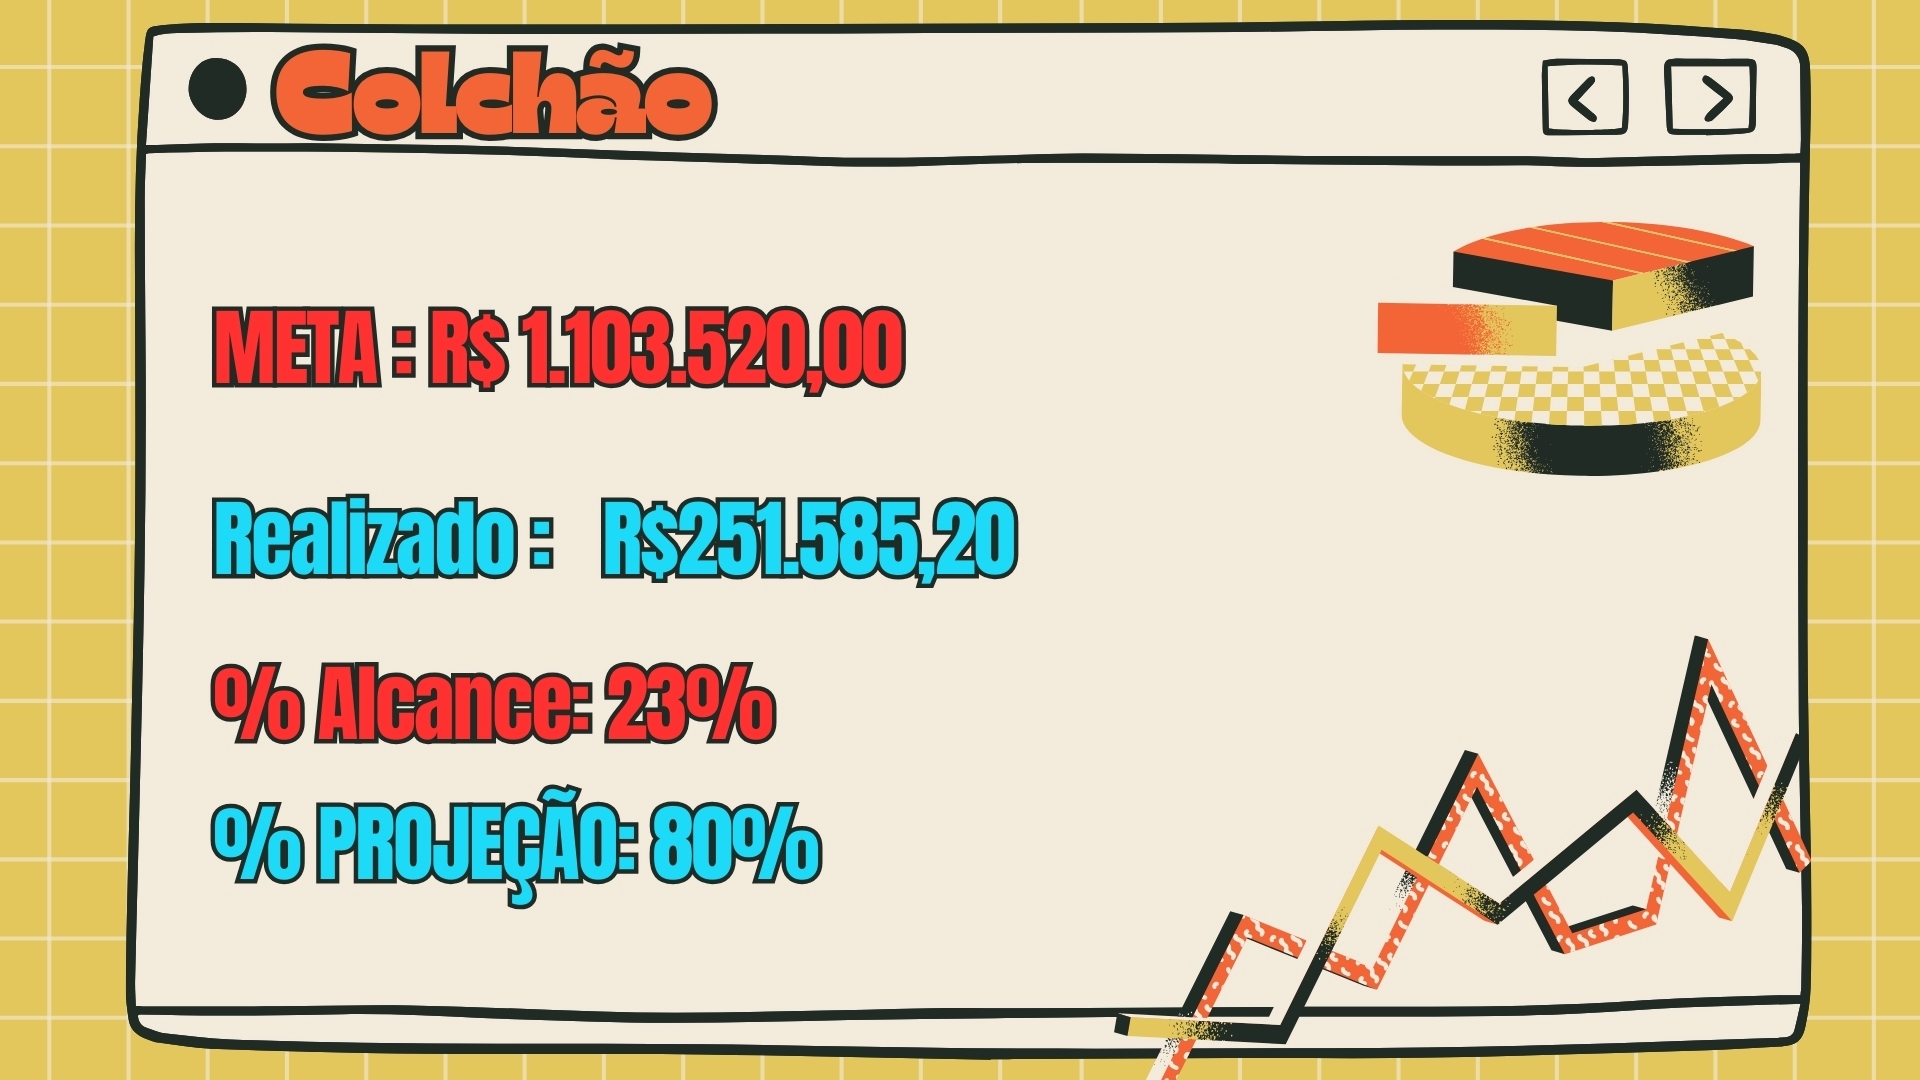 Colchão
META : R$ 1.103.520,00
Realizado : R$251.585,20
% Alcance: 23%
% PROJEÇÃO: 80%